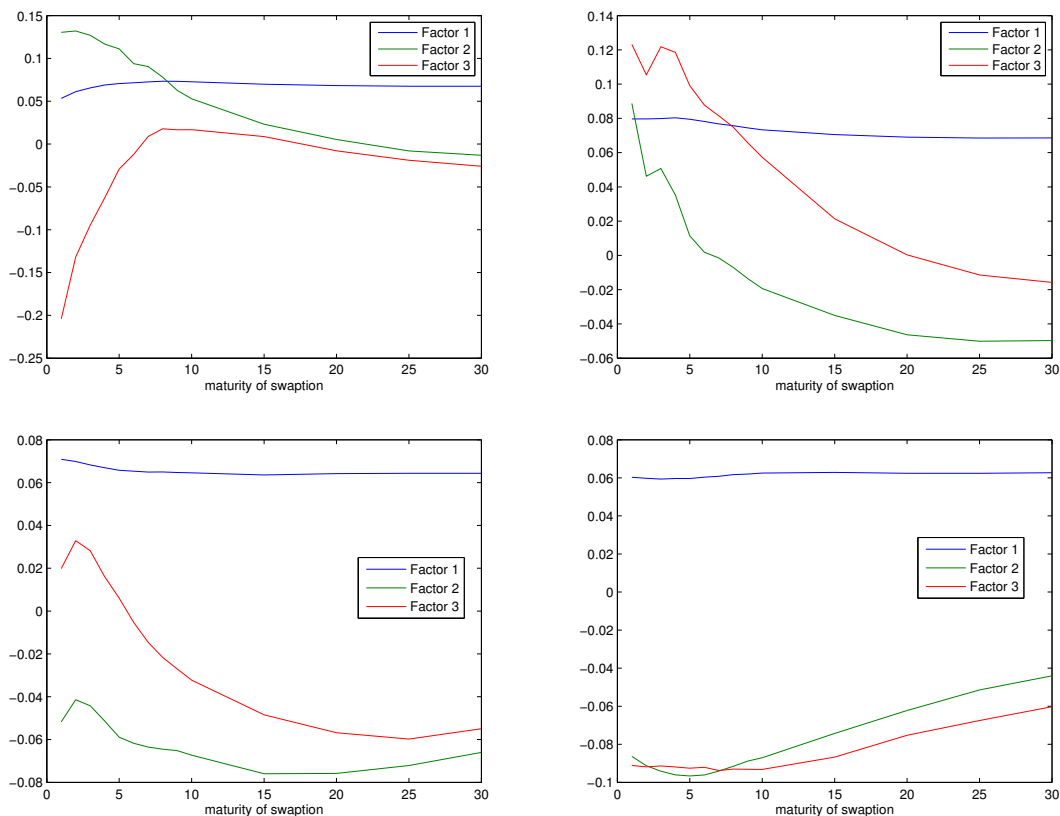 0.15
0.1
0.05
0
−0.05
−0.1
−0.15
−0.2
−0.25
0 5 10 15 20 25 30
maturity of swaption
Factor 1
Factor 2
Factor 3
0.14
0.12
0.1
0.08
0.06
0.04
0.02
0
−0.02
−0.04
−0.06
0 5 10 15 20 25 30
maturity of swaption
Factor 1
Factor 2
Factor 3
0.08
0.06
0.04
0.02
0
−0.02
−0.04
−0.06
−0.08
0 5 10 15 20 25 30
maturity of swaption
Factor 1
Factor 2
Factor 3
0.08
0.06
0.04
0.02
0
−0.02
−0.04
−0.06
−0.08
−0.1
0 5 10 15 20 25 30
maturity of swaption
Factor 1
Factor 2
Factor 3